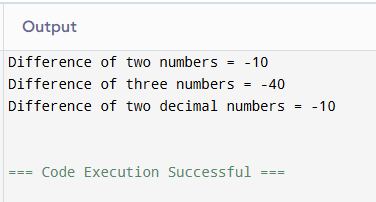 Output
Difference of two numbers = -10
Difference of three numbers = -40
Difference of two decimal numbers = -10
=== Code Execution Successful ===